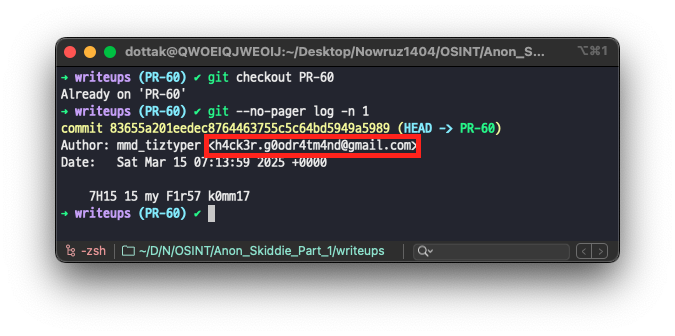 dottak@QWOEIQJWEOIJ:~/Desktop/Nowruz1404/OSINT/Anon_S... ⌥⌘1
→ writeups (PR-60) ✔ git checkout PR-60
Already on 'PR-60'
→ writeups (PR-60) ✔ git --no-pager log -n 1
commit 83655a201eedec8764463755c5c64bd5949a5989 (HEAD -> PR-60)
Author: mmd_tiztyper <h4ck3r.g0odr4tm4nd@gmail.com>
Date:   Sat Mar 15 07:13:59 2025 +0000
7H15 15 my F1r57 k0mm17
→ writeups (PR-60) ✔
-zsh ~/D/N/OSINT/Anon_Skiddie_Part_1/writeups